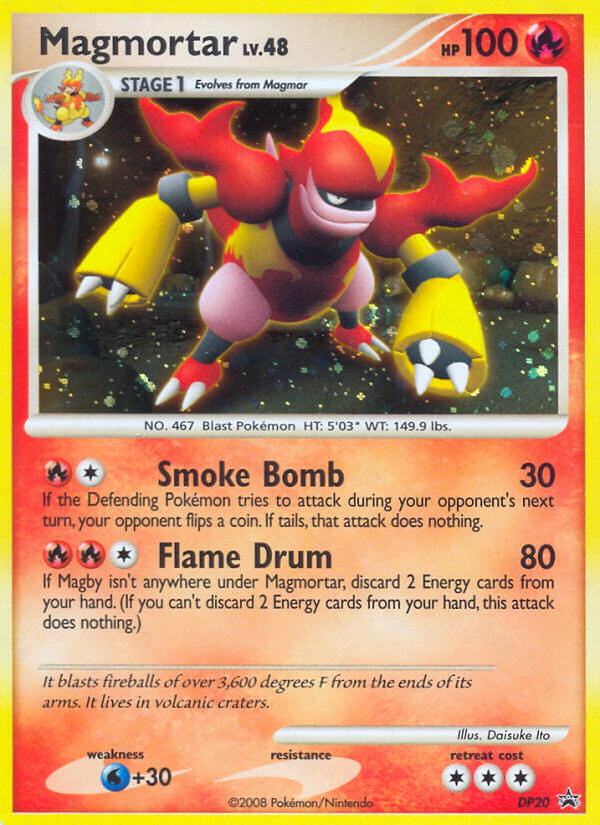 Magmortar LV.48 HP 100
STAGE 1 Evolves from Magmar
NO. 467 Blast Pokémon HT: 5'03" WT: 149.9 lbs.
Smoke Bomb 30
If the Defending Pokémon tries to attack during your opponent's next
turn, your opponent flips a coin. If tails, that attack does nothing.
Flame Drum 80
If Magby isn't anywhere under Magmortar, discard 2 Energy cards from
your hand. (If you can't discard 2 Energy cards from your hand, this attack
does nothing.)
It blasts fireballs of over 3,600 degrees F from the ends of its
arms. It lives in volcanic craters.
Illus. Daisuke Ito
weakness resistance retreat cost
+30
©2008 Pokémon/Nintendo DP20